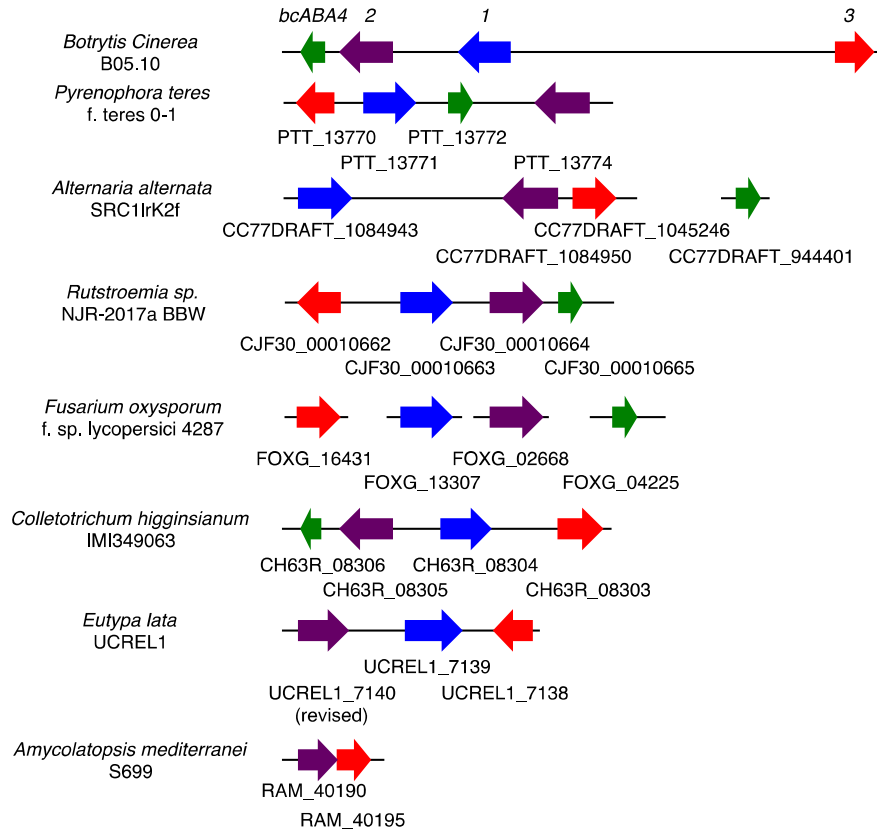 bcABA4 2 1 3
Botrytis Cinerea
B05.10
Pyrenophora teres
f. teres 0-1
PTT_13770 PTT_13772
PTT_13771 PTT_13774
Alternaria alternata
SRC1lrK2f
CC77DRAFT_1084943 CC77DRAFT_1045246
CC77DRAFT_1084950 CC77DRAFT_944401
Rutstroemia sp.
NJR-2017a BBW
CJF30_00010662 CJF30_00010664
CJF30_00010663 CJF30_00010665
Fusarium oxysporum
f. sp. lycopersici 4287
FOXG_16431 FOXG_02668
FOXG_13307 FOXG_04225
Colletotrichum higginsianum
IMI349063
CH63R_08306 CH63R_08304
CH63R_08305 CH63R_08303
Eutypa lata
UCREL1
UCREL1_7139
UCREL1_7140 UCREL1_7138
(revised)
Amycolatopsis mediterranei
S699
RAM_40190
RAM_40195